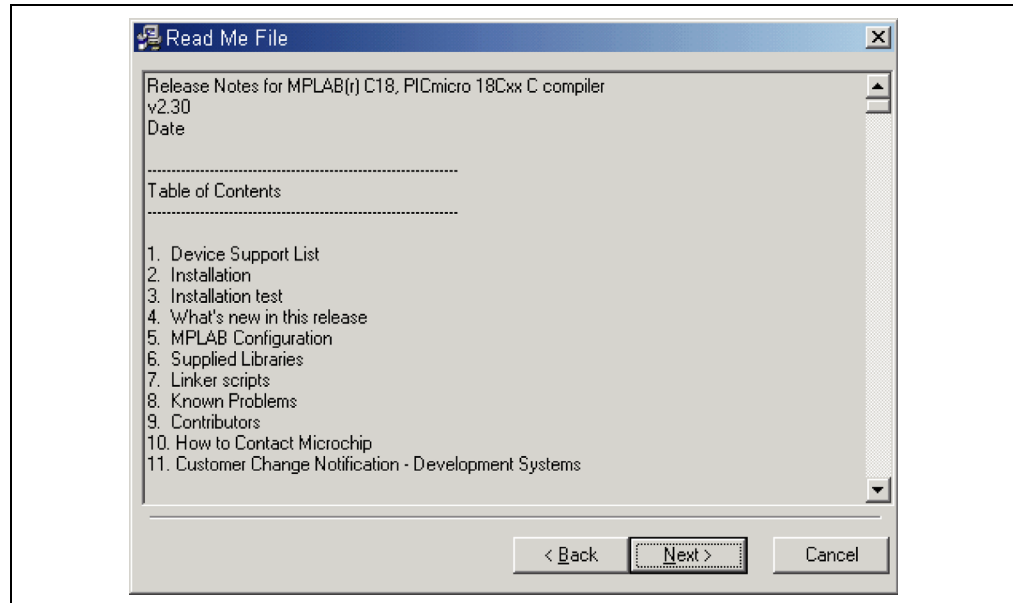 Read Me File
Release Notes for MPLAB(r) C18, PICmicro 18Cxx C compiler
v2.30
Date
----------------------------------------------------------------
Table of Contents
----------------------------------------------------------------
1. Device Support List
2. Installation
3. Installation test
4. What's new in this release
5. MPLAB Configuration
6. Supplied Libraries
7. Linker scripts
8. Known Problems
9. Contributors
10. How to Contact Microchip
11. Customer Change Notification - Development Systems
< Back Next > Cancel